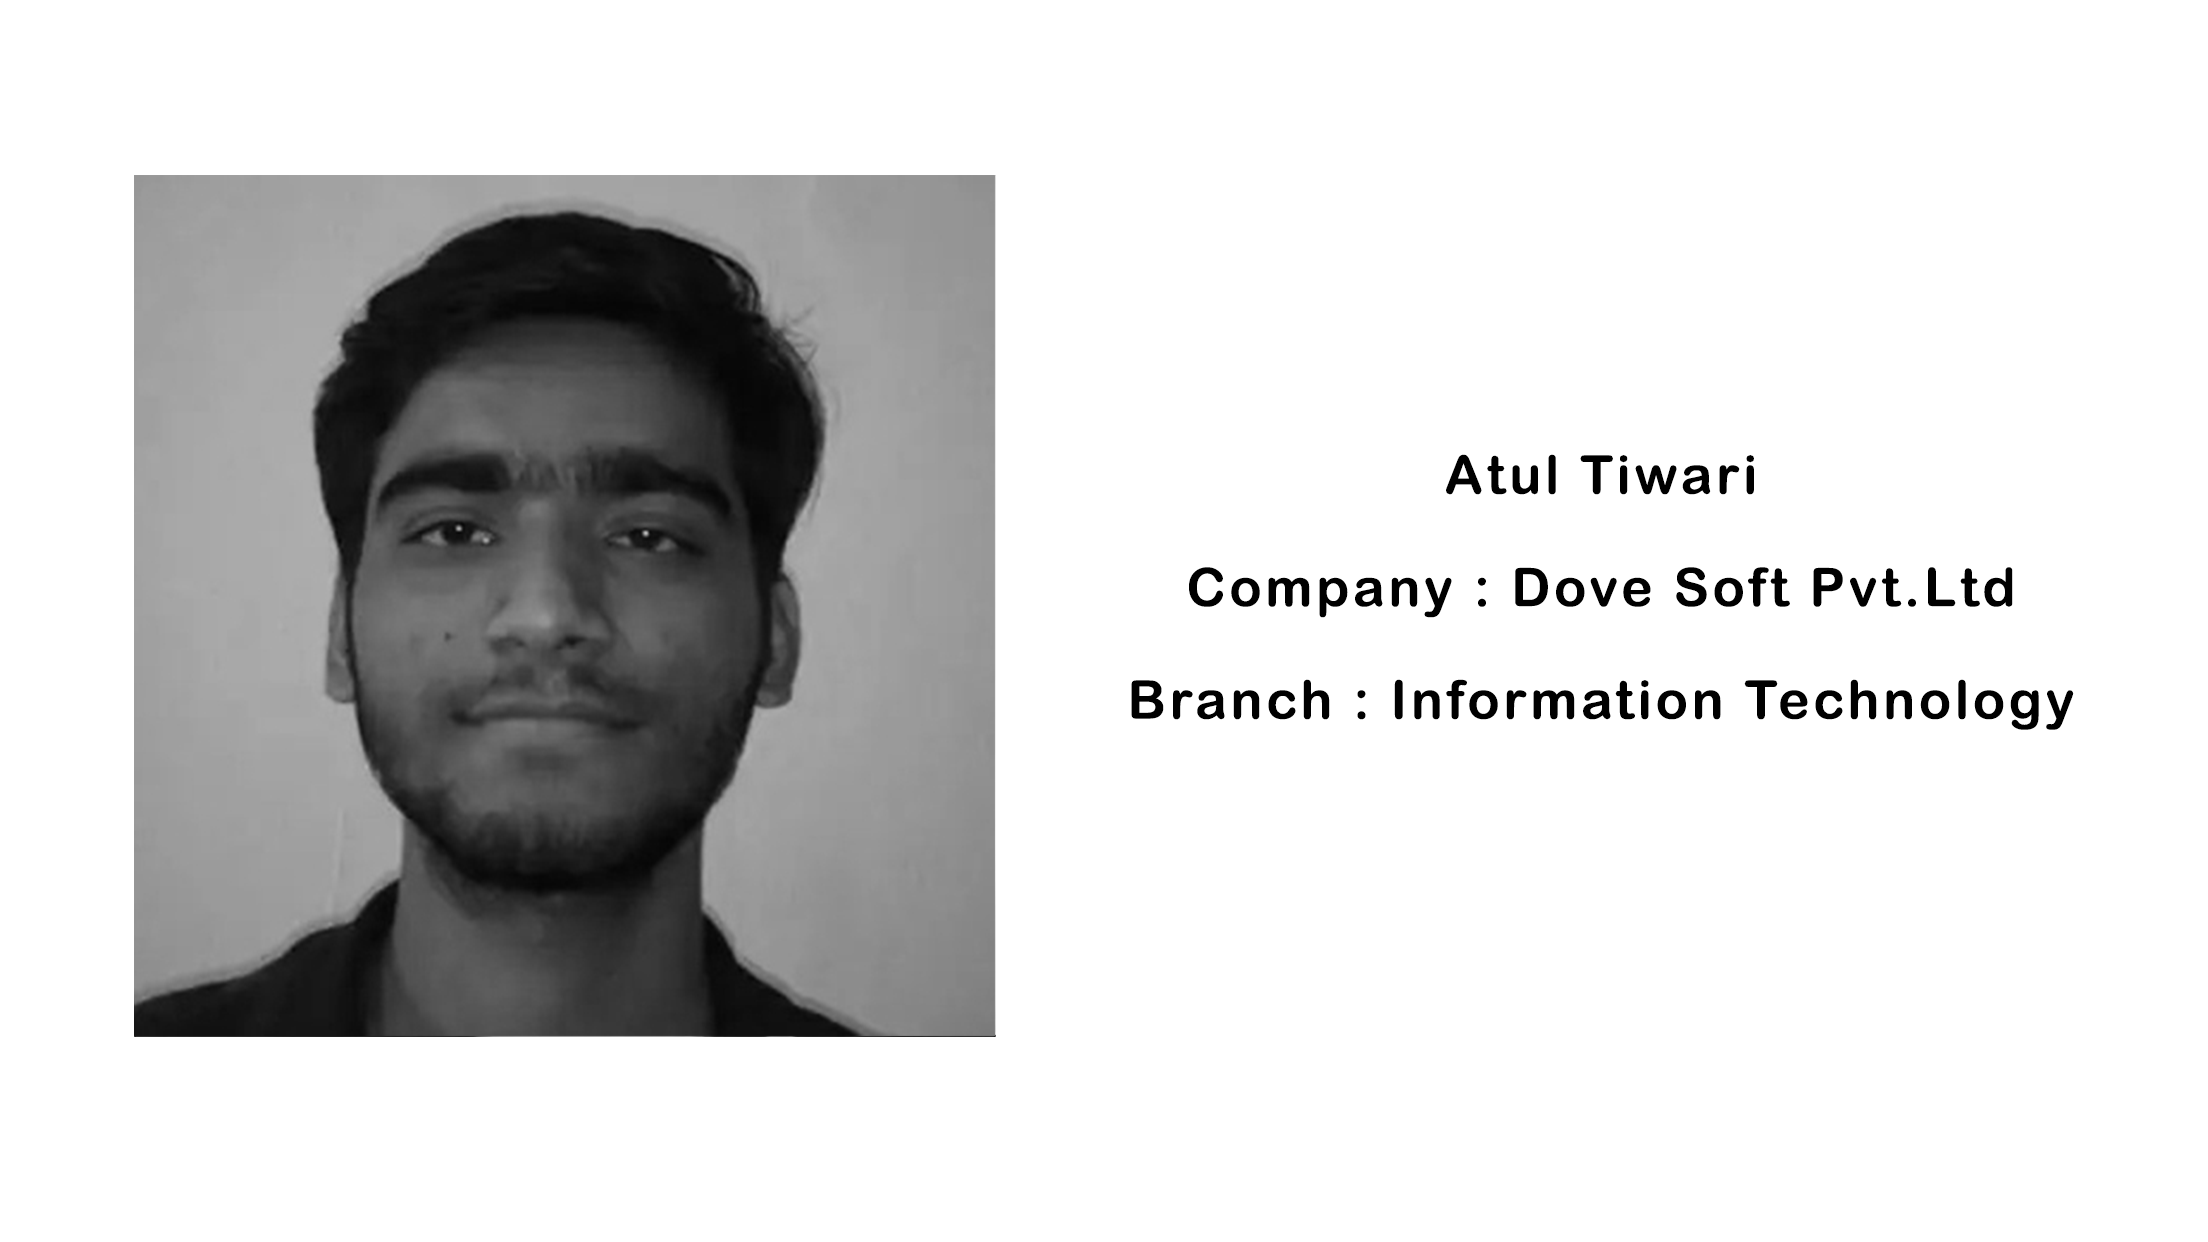 Atul Tiwari
Company : Dove Soft Pvt.Ltd
Branch : Information Technology